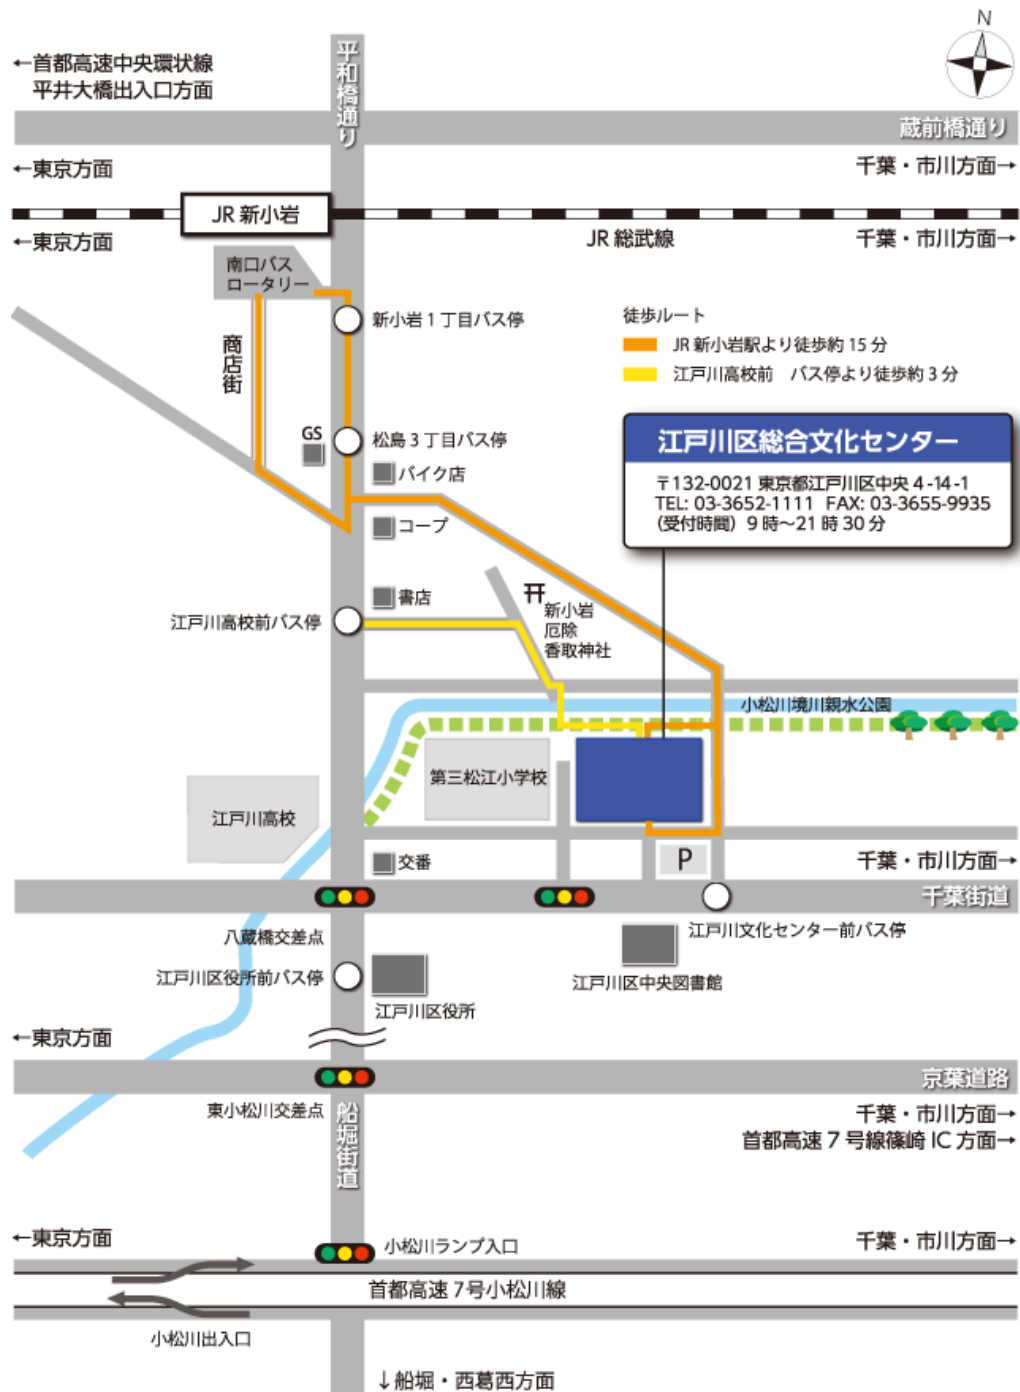 N
←首都高速中央環状線
平井大橋出入口方面
平和橋通り
蔵前橋通り
←東京方面
千葉・市川方面→
JR 新小岩
←東京方面
JR 総武線
千葉・市川方面→
南口バス
ロータリー
新小岩 1 丁目バス停
商店街
徒歩ルート
JR 新小岩駅より徒歩約 15 分
江戸川高校前 バス停より徒歩約 3 分
GS
松島 3 丁目バス停
バイク店
コープ
江戸川区総合文化センター
〒132-0021 東京都江戸川区中央 4-14-1
TEL: 03-3652-1111 FAX: 03-3655-9935
(受付時間) 9 時〜21 時 30 分
書店
江戸川高校前バス停
新小岩
厄除
香取神社
小松川境川親水公園
第三松江小学校
江戸川高校
交番
P
千葉・市川方面→
千葉街道
八蔵橋交差点
江戸川文化センター前バス停
江戸川区役所前バス停
江戸川区中央図書館
江戸川区役所
←東京方面
京葉道路
東小松川交差点
船堀街道
千葉・市川方面→
首都高速 7 号線篠崎 IC 方面→
←東京方面
小松川ランプ入口
千葉・市川方面→
首都高速 7号小松川線
小松川出入口
↓船堀・西葛西方面